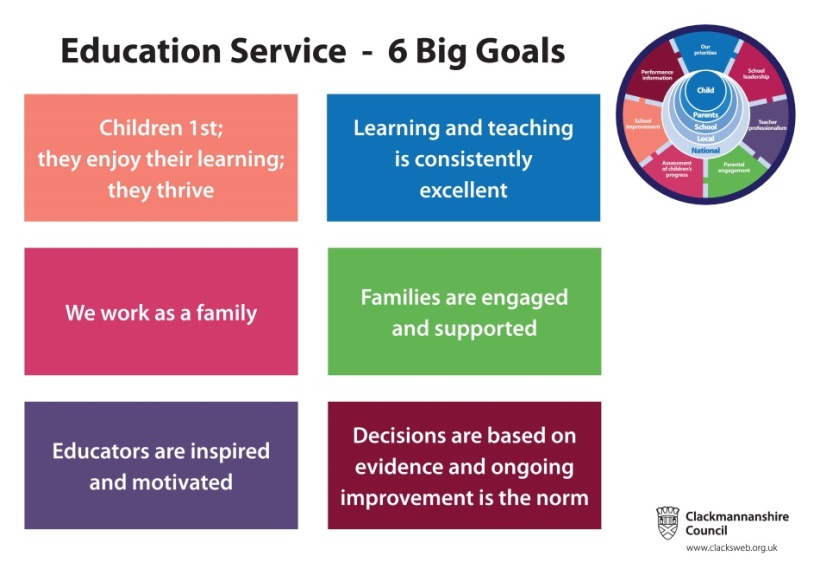 Education Service - 6 Big Goals
Children 1st;
they enjoy their learning;
they thrive
Learning and teaching
is consistently
excellent
We work as a family
Families are engaged
and supported
Educators are inspired
and motivated
Decisions are based on
evidence and ongoing
improvement is the norm
Our
priorities
School
leadership
Teacher
professionalism
Parental
engagement
Assessment
of children's
progress
School
improvement
Performance
information
Child
Parents
School
Local
National
Clackmannanshire
Council
www.clacksweb.org.uk